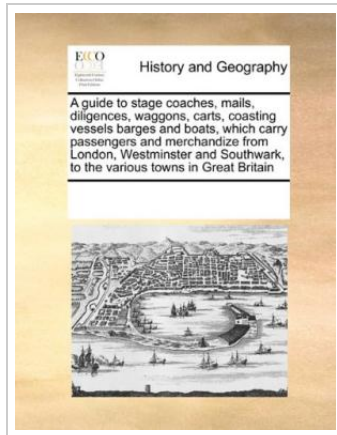 ECCO
History and Geography
A guide to stage coaches, mails,
diligences, waggons, carts, coasting
vessels barges and boats, which carry
passengers and merchandize from
London, Westminster and Southwark,
to the various towns in Great Britain